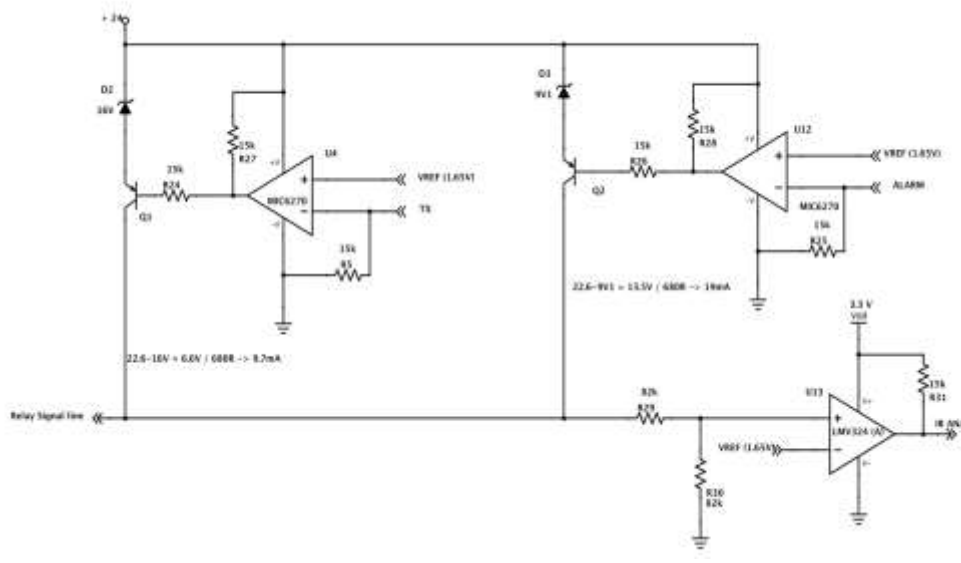 + 24
D2
16V
15k
R24
Q1
15k
R27
U4
+V
MIC6270
-V
VREF (1.65V)
TX
15k
R5
22.6-16V = 6.6V / 680R -> 9.7mA
D3
9V1
15k
R26
Q2
15k
R28
U12
+V
MIC6270
-V
VREF (1.65V)
ALARM
15k
R25
22.6-9V1 = 13.5V / 680R -> 19mA
3.3 V
Relay Signal line
82k
R29
R30
82k
VREF (1.65V)
U13
V+
LMV324 (A)
V-
15k
R31